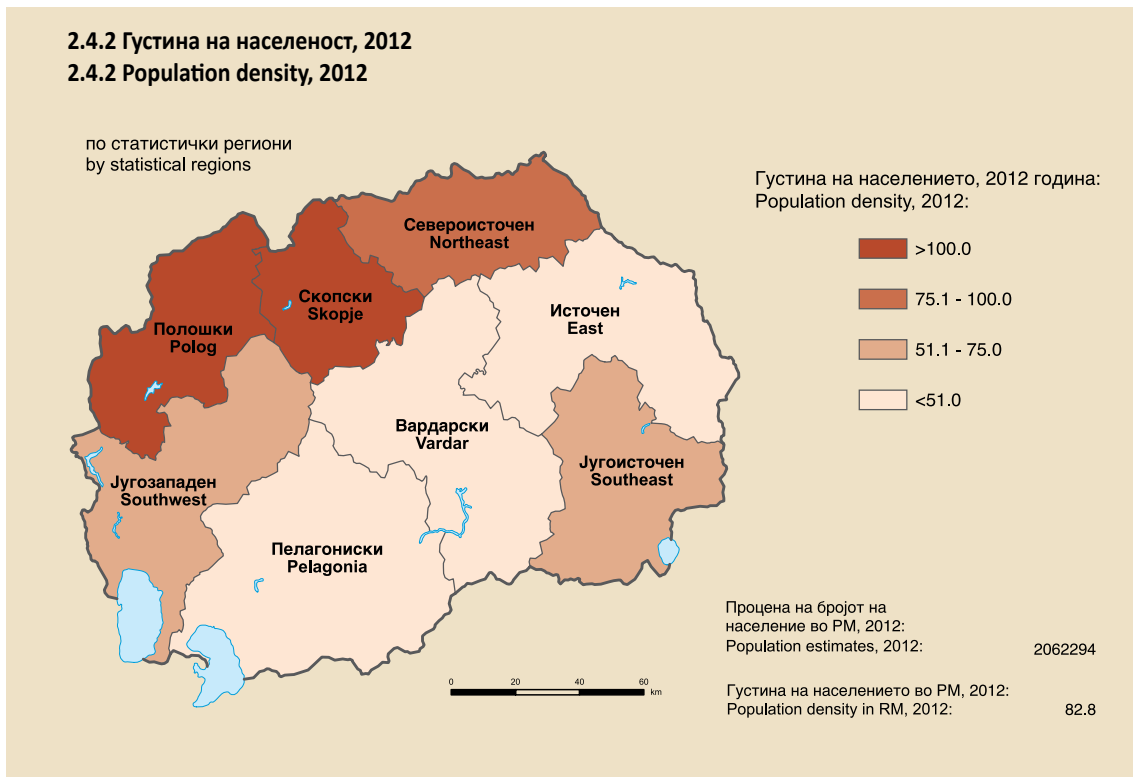 2.4.2 Густина на населеност, 2012
2.4.2 Population density, 2012
по статистички региони
by statistical regions
Густина на населението, 2012 година:
Population density, 2012:
>100.0
75.1 - 100.0
51.1 - 75.0
<51.0
Североисточен
Northeast
Скопски
Skopje
Источен
East
Полошки
Polog
Вардарски
Vardar
Југоисточен
Southeast
Југозападен
Southwest
Пелагониски
Pelagonia
Процена на бројот на
население во РМ, 2012:
Population estimates, 2012: 2062294
0 20 40 60
km
Густина на населението во РМ, 2012:
Population density in RM, 2012: 82.8